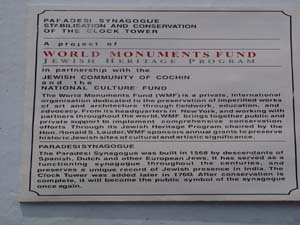 PARADESI SYNAGOGUE
STABILISATION AND CONSERVATION
OF THE CLOCK TOWER
A project of
WORLD MONUMENTS FUND
JEWISH HERITAGE PROGRAM
in partnership with the
JEWISH COMMUNITY OF COCHIN
and the
NATIONAL CULTURE FUND
The World Monuments Fund (WMF) is a private, international
organisation dedicated to the preservation of imperiled works
of art and architecture through fieldwork, education, and
advocacy. From its headquarters in New York, and working with
partners throughout the world, WMF brings together public and
private support to implement comprehensive conservation
efforts. Through its Jewish Heritage Program chaired by the
Hon. Ronald S. Lauder, WMF sponsors annual grants to preserve
historic Jewish sites of cultural and artistic significance.
PARADESI SYNAGOGUE
The Paradesi Synagogue was built in 1568 by descendants of
Spanish, Dutch and other European Jews. It has served as a
functioning synagogue throughout the centuries, and
preserves a unique record of Jewish presence in India. The
Clock Tower was added later in 1760. After conservation is
complete, it will become the public symbol of the synagogue
once again.